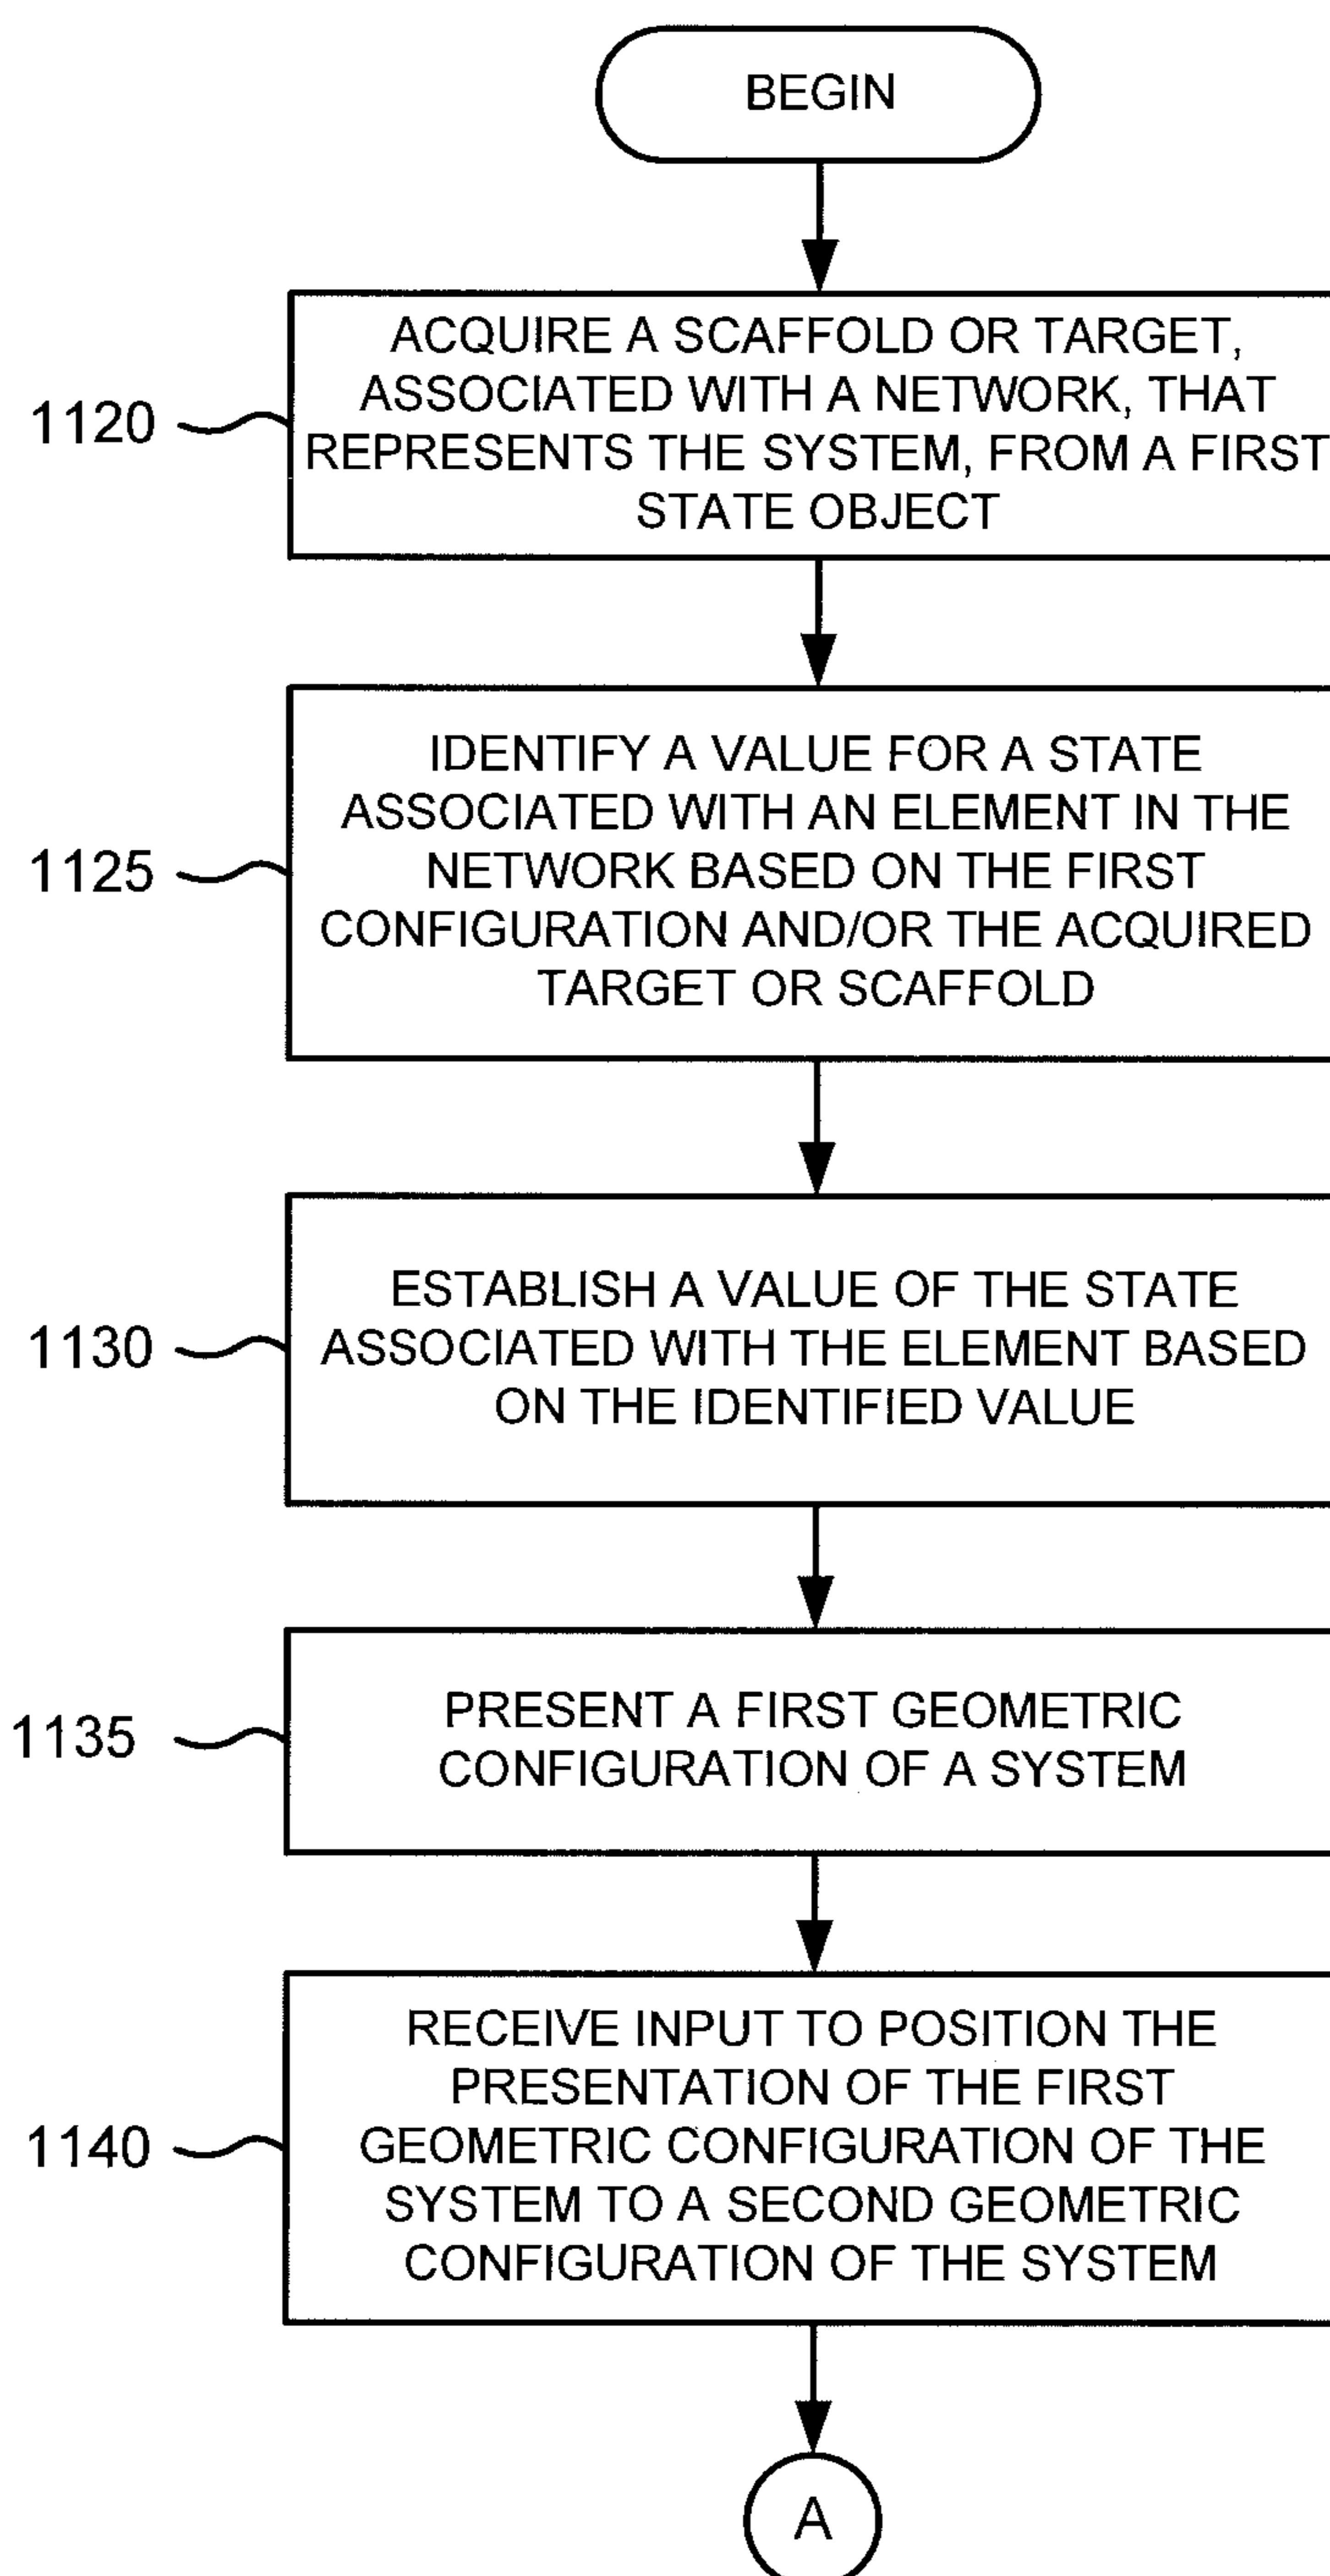 BEGIN
1120
ACQUIRE A SCAFFOLD OR TARGET,
ASSOCIATED WITH A NETWORK, THAT
REPRESENTS THE SYSTEM, FROM A FIRST
STATE OBJECT
1125
IDENTIFY A VALUE FOR A STATE
ASSOCIATED WITH AN ELEMENT IN THE
NETWORK BASED ON THE FIRST
CONFIGURATION AND/OR THE ACQUIRED
TARGET OR SCAFFOLD
1130
ESTABLISH A VALUE OF THE STATE
ASSOCIATED WITH THE ELEMENT BASED
ON THE IDENTIFIED VALUE
1135
PRESENT A FIRST GEOMETRIC
CONFIGURATION OF A SYSTEM
1140
RECEIVE INPUT TO POSITION THE
PRESENTATION OF THE FIRST
GEOMETRIC CONFIGURATION OF THE
SYSTEM TO A SECOND GEOMETRIC
CONFIGURATION OF THE SYSTEM
A